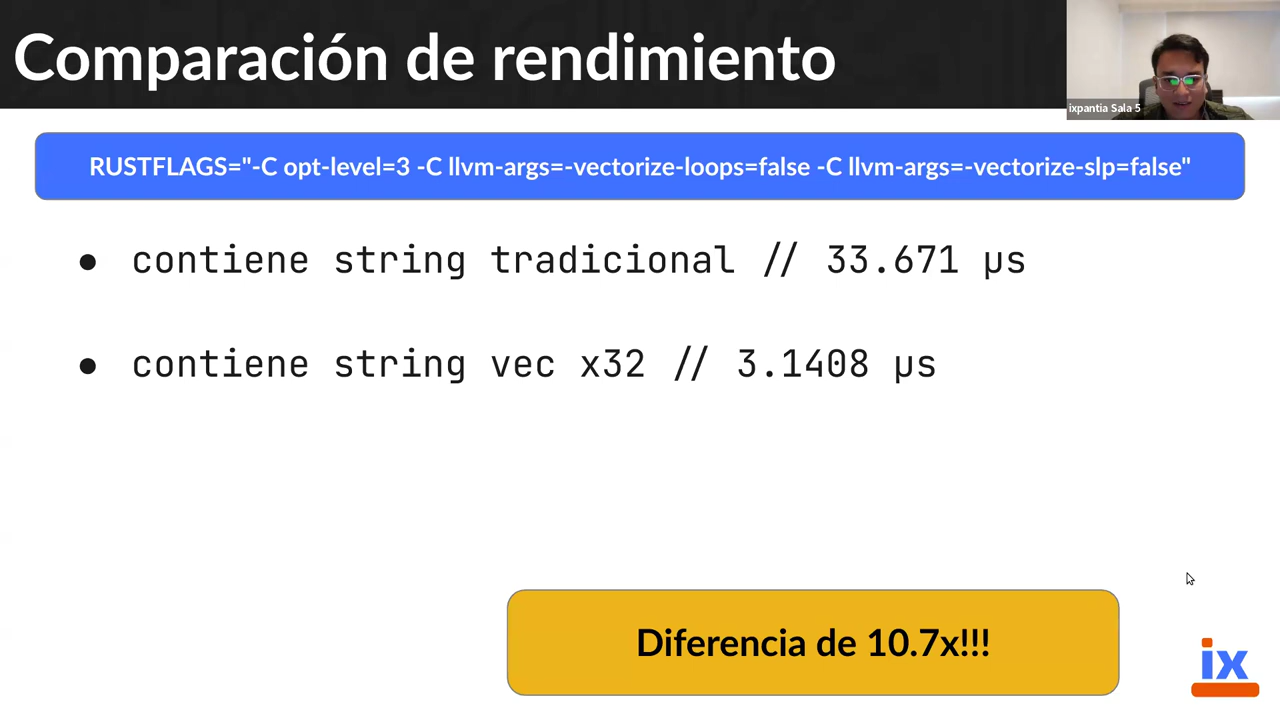 Comparación de rendimiento
ixpantia Sala 5
RUSTFLAGS="-C opt-level=3 -C llvm-args=-vectorize-loops=false -C llvm-args=-vectorize-slp=false"
● contiene string tradicional // 33.671 µs
● contiene string vec x32 // 3.1408 µs
Diferencia de 10.7x!!!
ix